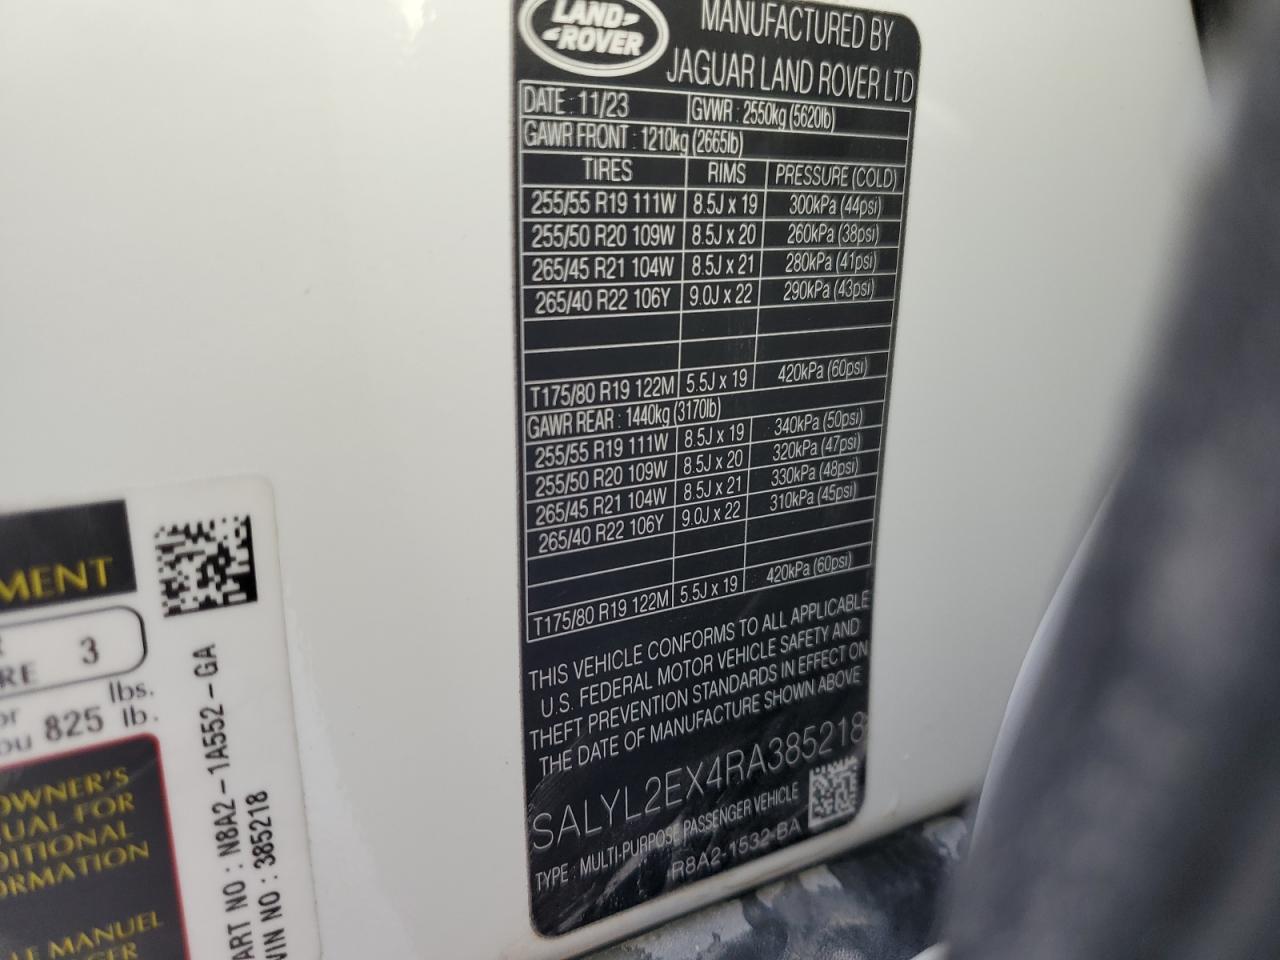 LAND
ROVER
MANUFACTURED BY
JAGUAR LAND ROVER LTD
DATE : 11/23 GVWR : 2550kg (5620lb)
GAWR FRONT : 1210kg (2665lb)
TIRES RIMS PRESSURE (COLD)
255/55 R19 111W 8.5J x 19 300kPa (44psi)
255/50 R20 109W 8.5J x 20 260kPa (38psi)
265/45 R21 104W 8.5J x 21 280kPa (41psi)
265/40 R22 106Y 9.0J x 22 290kPa (43psi)
T175/80 R19 122M 5.5J x 19 420kPa (60psi)
GAWR REAR : 1440kg (3170lb)
255/55 R19 111W 8.5J x 19 340kPa (50psi)
255/50 R20 109W 8.5J x 20 320kPa (47psi)
265/45 R21 104W 8.5J x 21 330kPa (48psi)
265/40 R22 106Y 9.0J x 22 310kPa (45psi)
T175/80 R19 122M 5.5J x 19 420kPa (60psi)
THIS VEHICLE CONFORMS TO ALL APPLICABLE
U.S. FEDERAL MOTOR VEHICLE SAFETY AND
THEFT PREVENTION STANDARDS IN EFFECT ON
THE DATE OF MANUFACTURE SHOWN ABOVE
SALYL2EX4RA385218
TYPE : MULTI-PURPOSE PASSENGER VEHICLE
R8A2-1532-BA
MENT
R
RE 3
lbs.
or
ou 825 lb.
OWNER'S
UAL FOR
DITIONAL
ORMATION
LE MANUEL
GER
ART NO : N8A2-1A552-GA
VIN NO : 385218